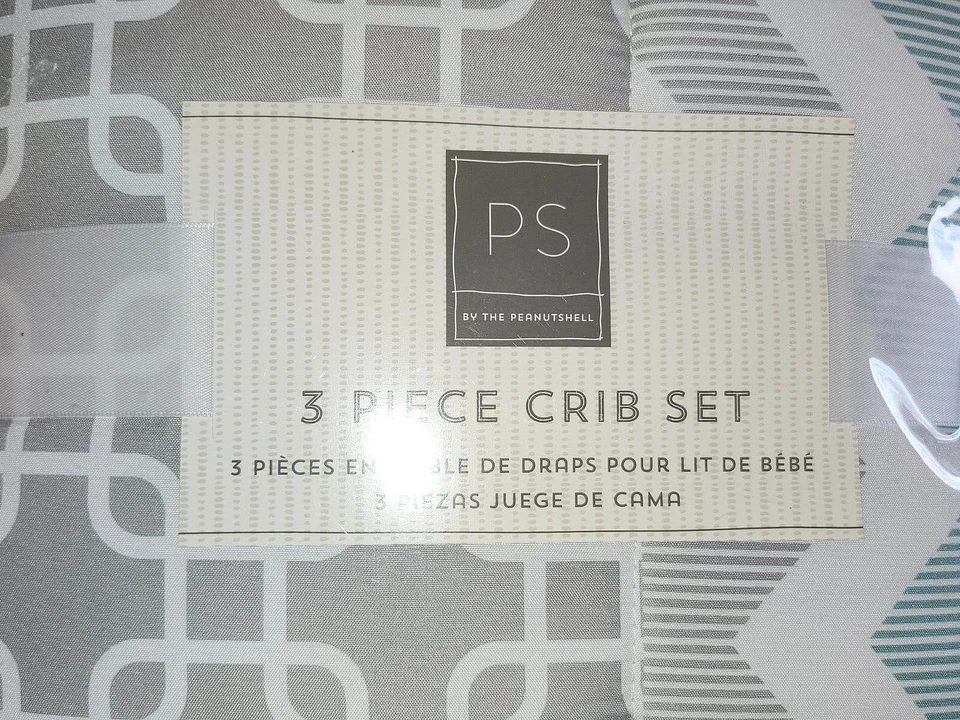 PS
BY THE PEANUTSHELL
3 PIECE CRIB SET
3 PIÈCES DE DRAPS POUR LIT DE BÉBÉ
3 PIEZAS JUEGE DE CAMA